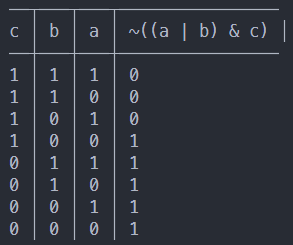 c | b | a | ~((a | b) & c) |
1 | 1 | 1 | 0
1 | 1 | 0 | 0
1 | 0 | 1 | 0
1 | 0 | 0 | 1
0 | 1 | 1 | 1
0 | 1 | 0 | 1
0 | 0 | 1 | 1
0 | 0 | 0 | 1